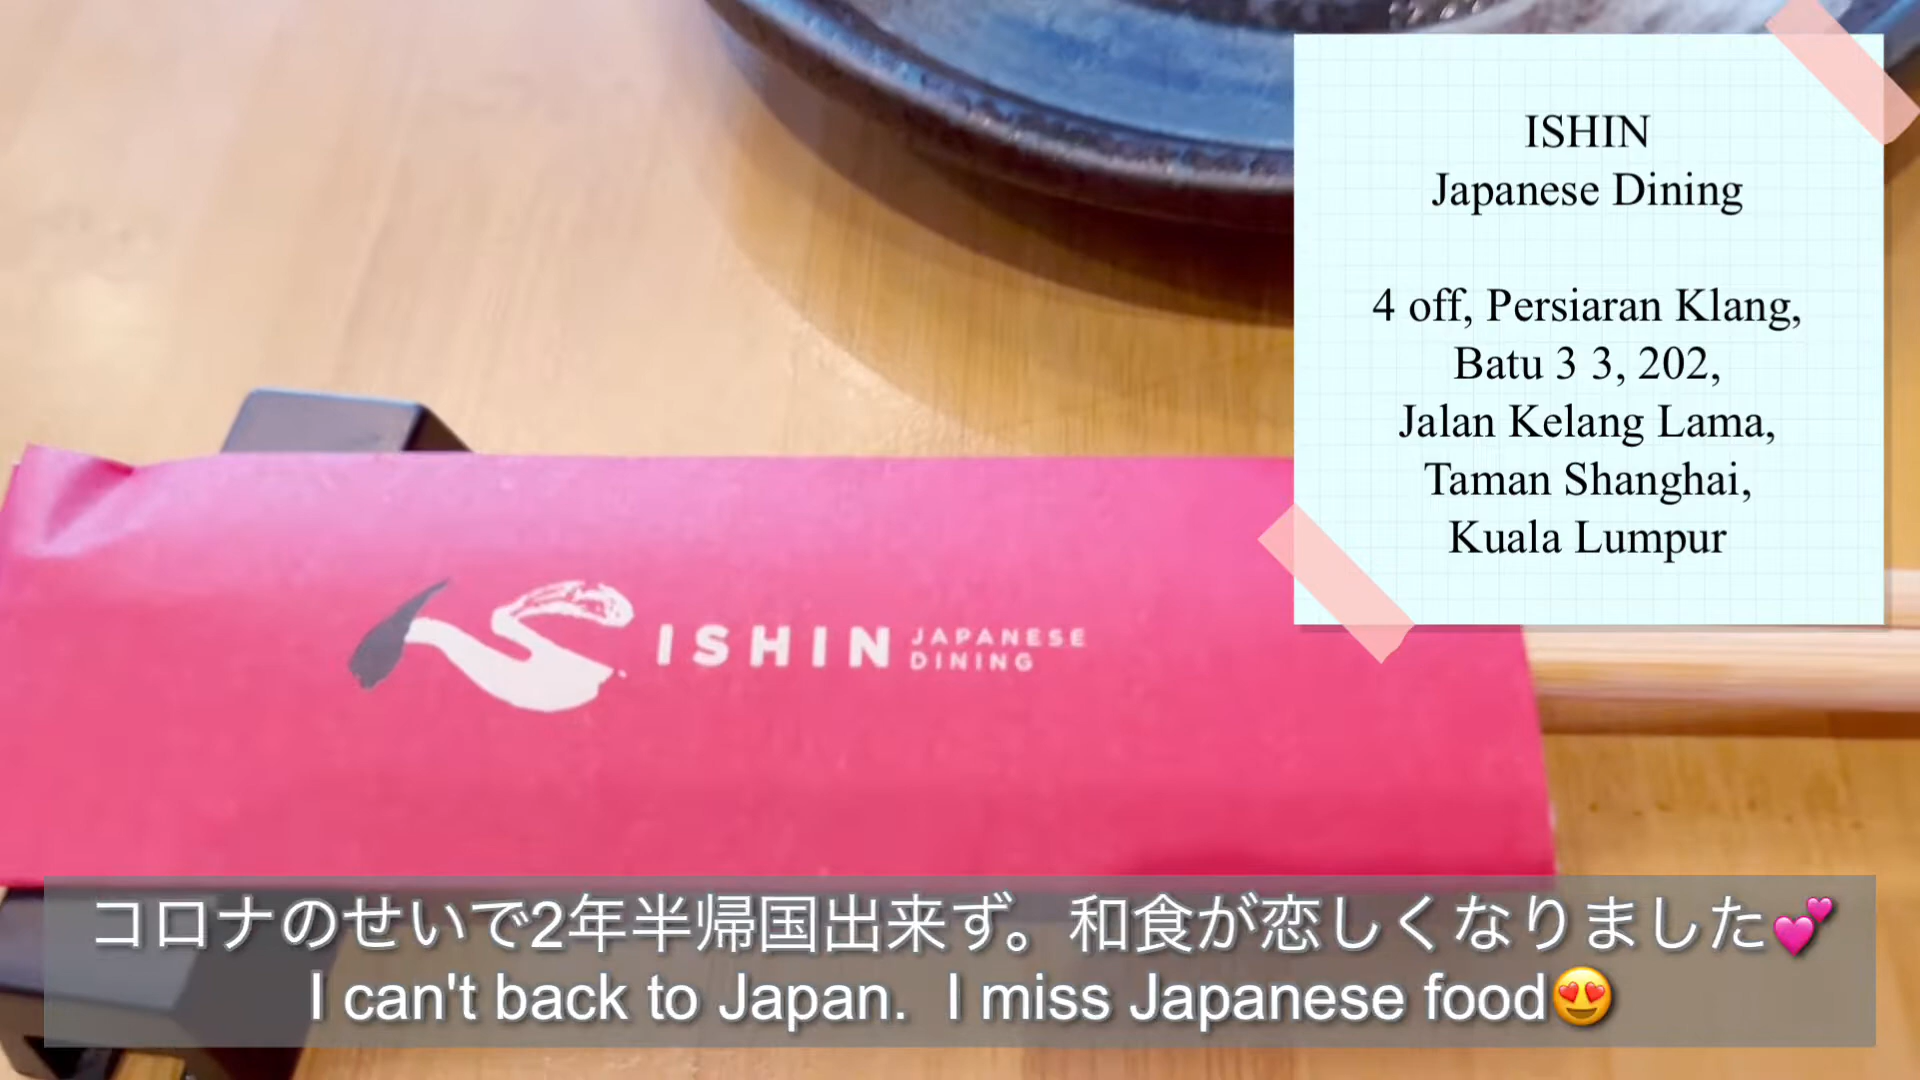 ISHIN
Japanese Dining
4 off, Persiaran Klang,
Batu 3 3, 202,
Jalan Kelang Lama,
Taman Shanghai,
Kuala Lumpur
ISHIN JAPANESE
DINING
コロナのせいで2年半帰国出来ず。和食が恋しくなりました💕
I can't back to Japan.  I miss Japanese food😍